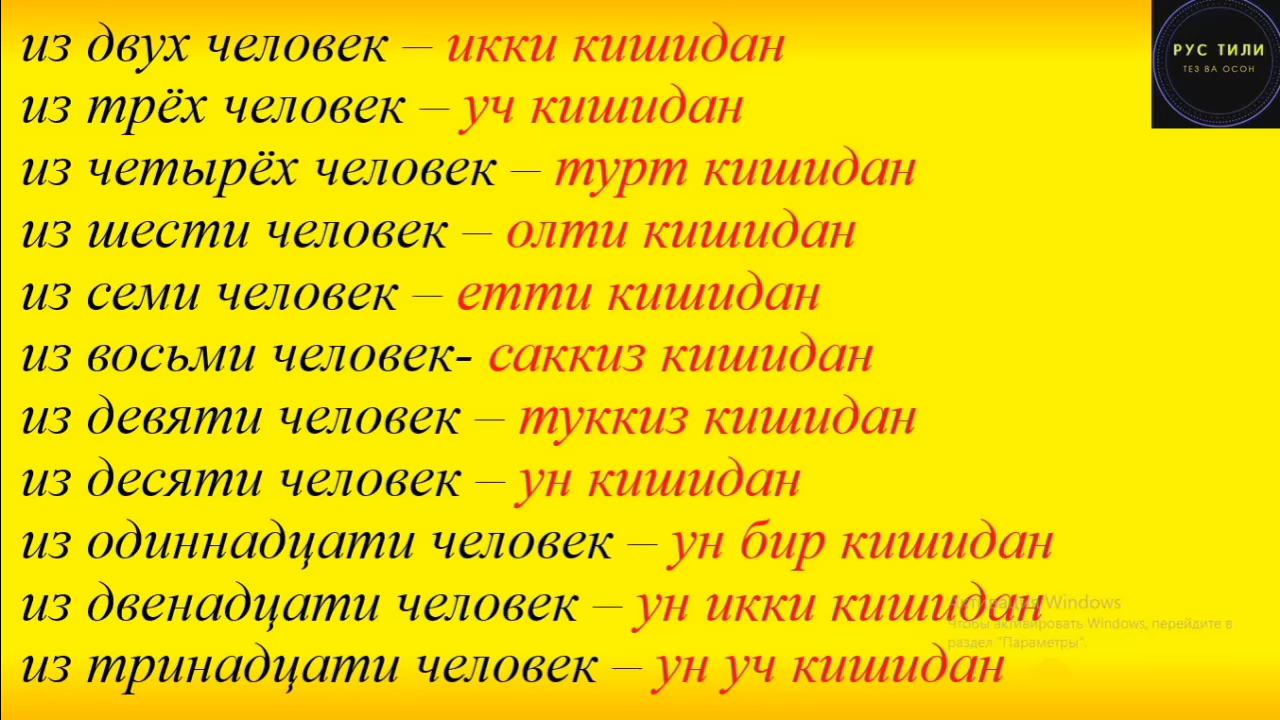 из двух человек – икки кишидан
из трёх человек – уч кишидан
из четырёх человек – турт кишидан
из шести человек – олти кишидан
из семи человек – етти кишидан
из восьми человек- саккиз кишидан
из девяти человек – туккиз кишидан
из десяти человек – ун кишидан
из одиннадцати человек – ун бир кишидан
из двенадцати человек – ун икки кишидан
из тринадцати человек – ун уч кишидан
РУС ТИЛИ
ТЕЗ ВА ОСОН
Активация Windows
Чтобы активировать Windows, перейдите в
раздел "Параметры".